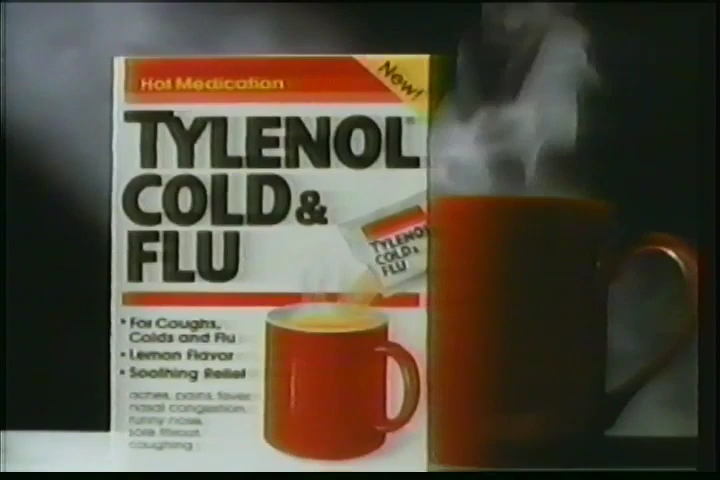 Hot Medication
New!
TYLENOL
COLD &
FLU
TYLENOL
COLD &
FLU
• For Coughs,
Colds and Flu
• Lemon Flavor
• Soothing Relief
aches, pains, fever
nasal congestion,
runny nose,
sore throat,
coughing